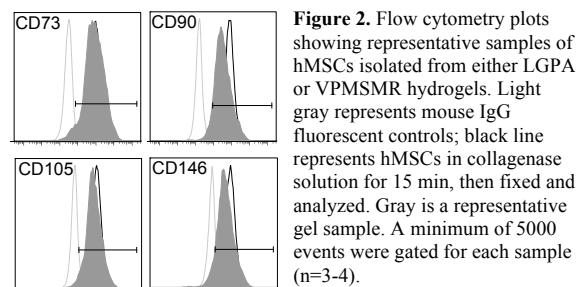 CD73
CD90
CD105
CD146
Figure 2. Flow cytometry plots
showing representative samples of
hMSCs isolated from either LGPA
or VPMSMR hydrogels. Light
gray represents mouse IgG
fluorescent controls; black line
represents hMSCs in collagenase
solution for 15 min, then fixed and
analyzed. Gray is a representative
gel sample. A minimum of 5000
events were gated for each sample
(n=3-4).